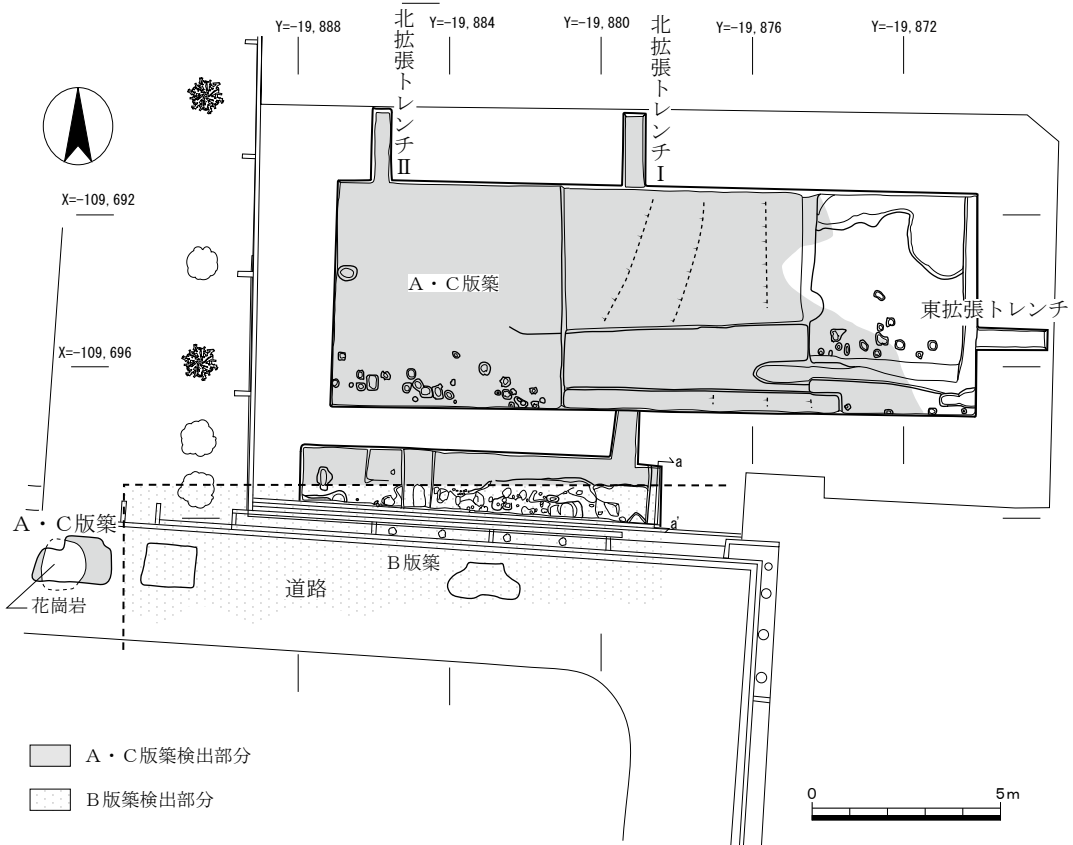 Y=-19,888
Y=-19,884
Y=-19,880
Y=-19,876
Y=-19,872
北拡張トレンチⅡ
北拡張トレンチⅠ
X=-109,692
A・C版築
東拡張トレンチ
X=-109,696
a
a'
A・C版築
B版築
道路
花崗岩
A・C版築検出部分
B版築検出部分
0
5m